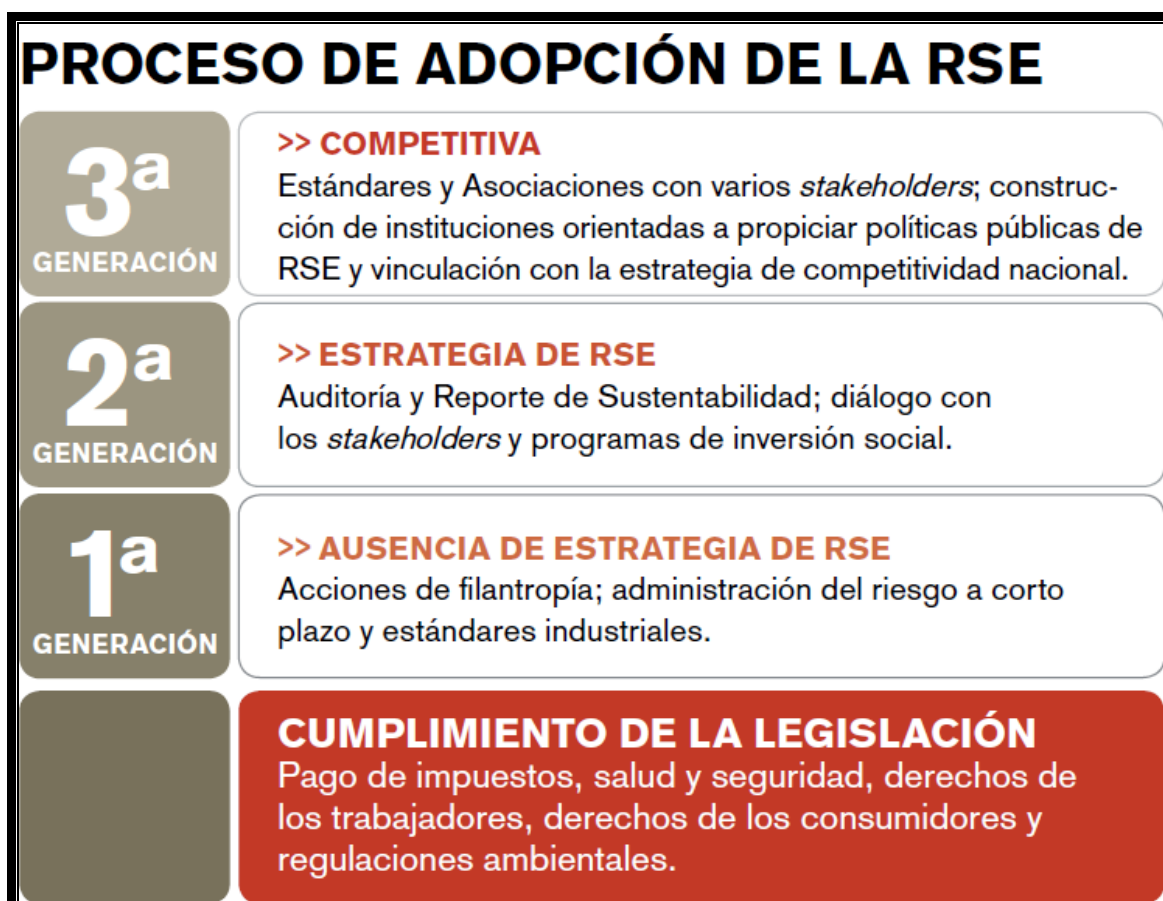 PROCESO DE ADOPCIÓN DE LA RSE
3ª
GENERACIÓN
>> COMPETITIVA
Estándares y Asociaciones con varios stakeholders; construc-
ción de instituciones orientadas a propiciar políticas públicas de
RSE y vinculación con la estrategia de competitividad nacional.
2ª
GENERACIÓN
>> ESTRATEGIA DE RSE
Auditoría y Reporte de Sustentabilidad; diálogo con
los stakeholders y programas de inversión social.
1ª
GENERACIÓN
>> AUSENCIA DE ESTRATEGIA DE RSE
Acciones de filantropía; administración del riesgo a corto
plazo y estándares industriales.
CUMPLIMIENTO DE LA LEGISLACIÓN
Pago de impuestos, salud y seguridad, derechos de
los trabajadores, derechos de los consumidores y
regulaciones ambientales.